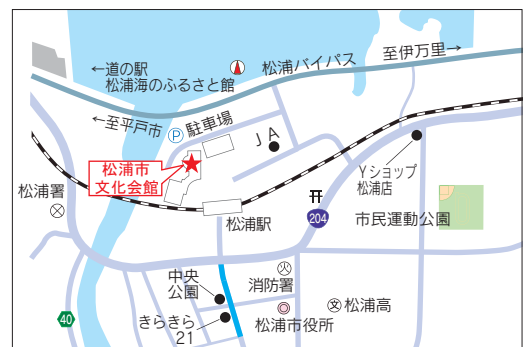 ←道の駅
松浦海のふるさと館
松浦バイパス
至伊万里→
←至平戸市
P
駐車場
JA
松浦市
文化会館
Yショップ
松浦店
松浦署
松浦駅
204
市民運動公園
中央
公園
火
消防署
文
松浦高
きらきら
21
松浦市役所
40